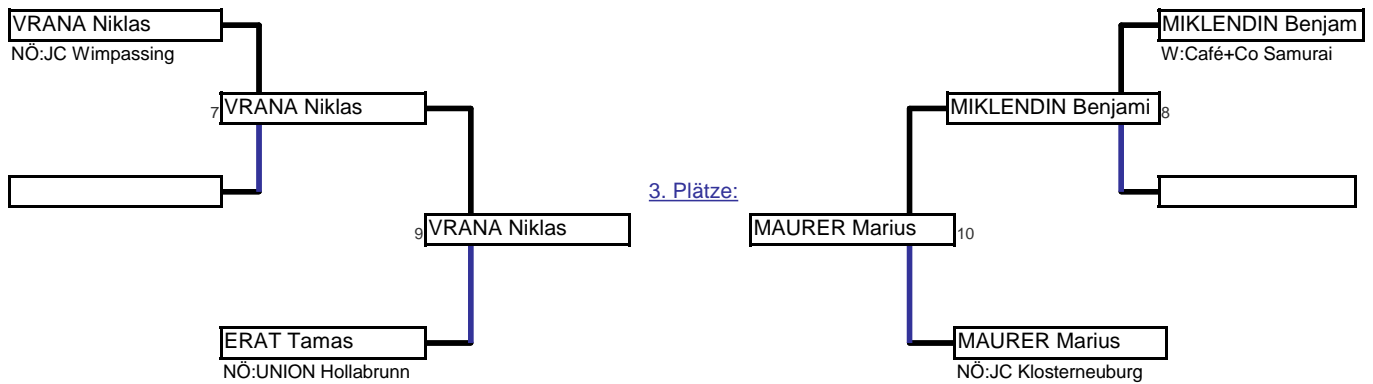 VRANA Niklas
NÖ:JC Wimpassing
MIKLENDIN Benjam
W:Café+Co Samurai
7 VRANA Niklas
MIKLENDIN Benjami 8
3. Plätze:
9 VRANA Niklas
MAURER Marius 10
ERAT Tamas
NÖ:UNION Hollabrunn
MAURER Marius
NÖ:JC Klosterneuburg